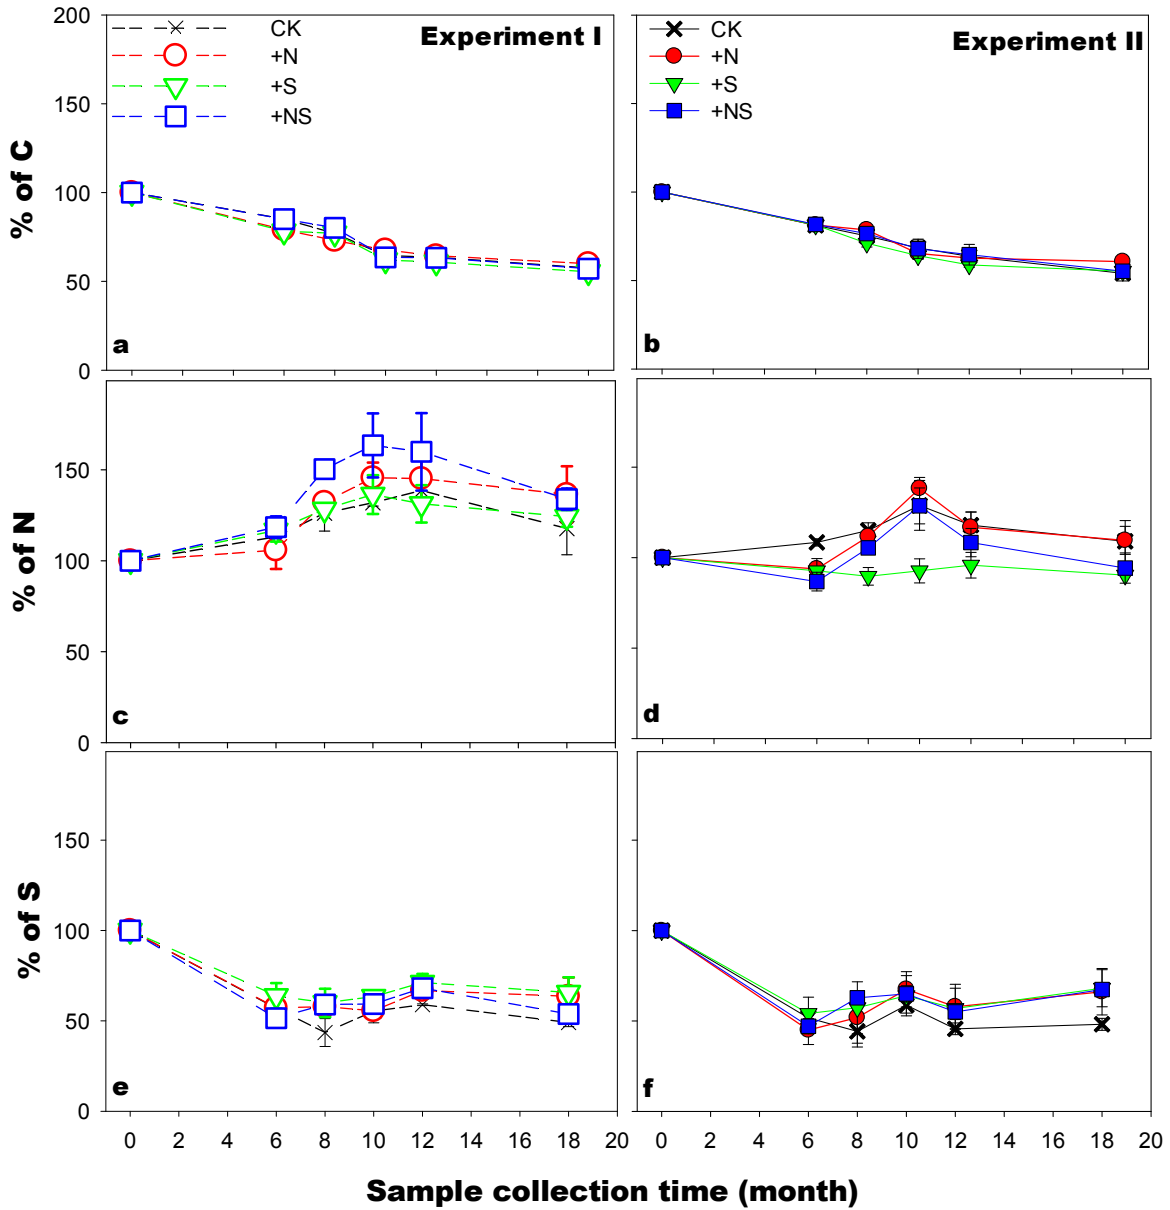 200
150
100
50
0
% of C
CK
+N
+S
+NS
Experiment I
a
CK
+N
+S
+NS
Experiment II
b
150
100
50
0
% of N
c
d
150
100
50
0
% of S
e
f
0 2 4 6 8 10 12 14 16 18 20
0 2 4 6 8 10 12 14 16 18 20
Sample collection time (month)